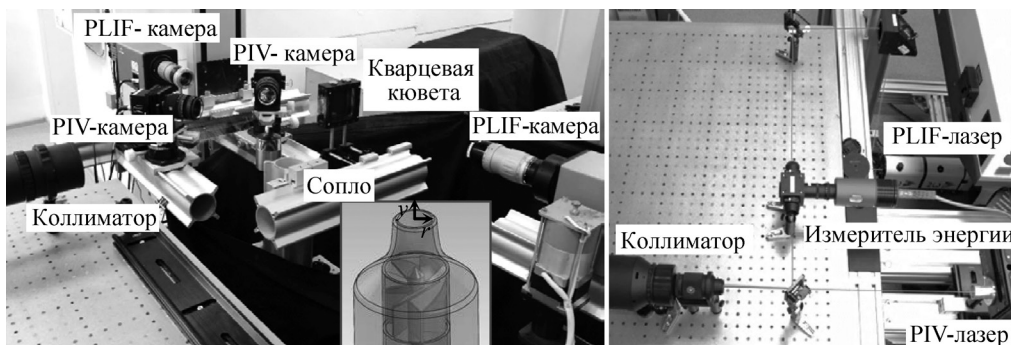 PLIF- камера
PIV- камера
Кварцевая
кювета
PIV-камера
PLIF-камера
Сопло
Коллиматор
y
r
PLIF-лазер
Измеритель энергии
Коллиматор
PIV-лазер